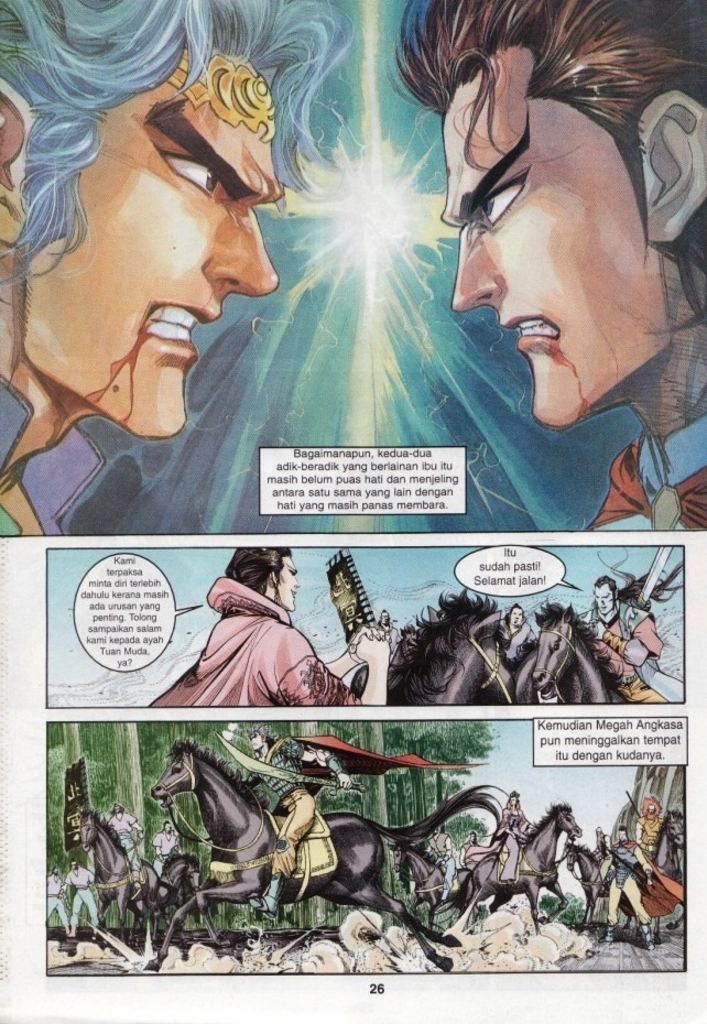 Bagaimanapun, kedua-dua
adik-beradik yang berlainan ibu itu
masih belum puas hati dan menjeling
antara satu sama yang lain dengan
hati yang masih panas membara.
Kami
terpaksa
minta diri terlebih
dahulu kerana masih
ada urusan yang
penting. Tolong
sampaikan salam
kami kepada ayah
Tuan Muda,
ya?
Itu
sudah pasti!
Selamat jalan!
Kemudian Megah Angkasa
pun meninggalkan tempat
itu dengan kudanya.
26